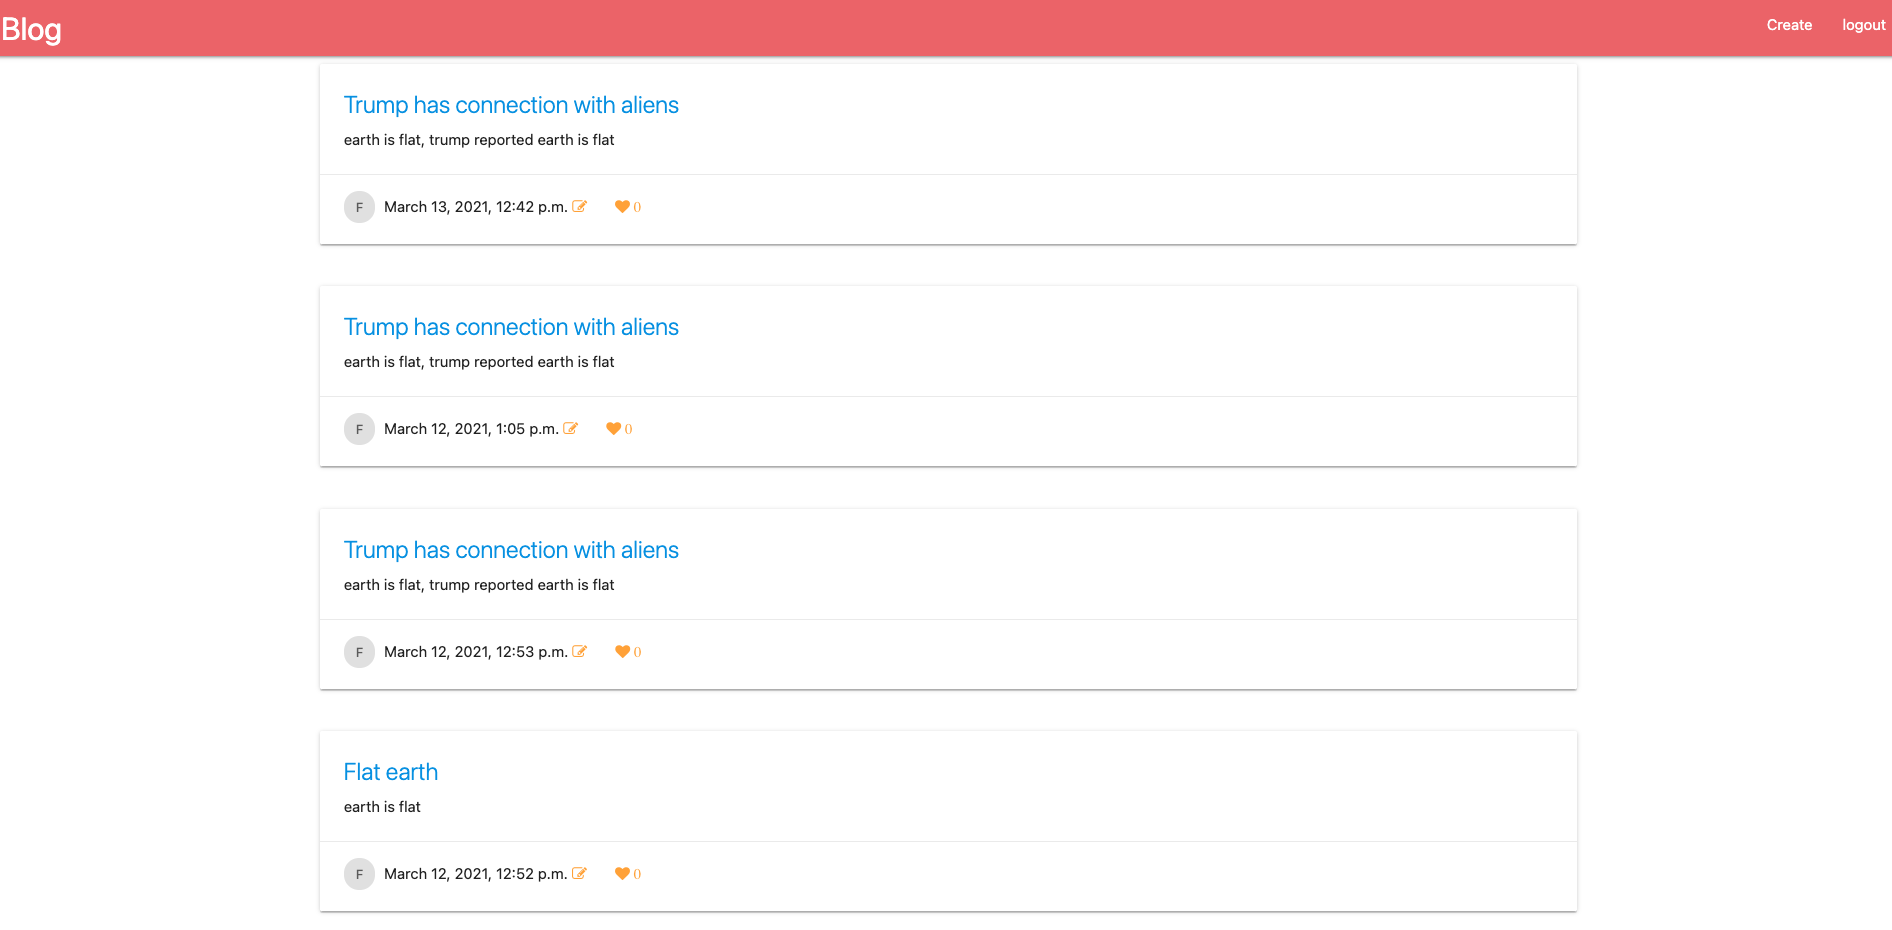 Blog
Create
logout
Trump has connection with aliens
earth is flat, trump reported earth is flat
F March 13, 2021, 12:42 p.m. 0
Trump has connection with aliens
earth is flat, trump reported earth is flat
F March 12, 2021, 1:05 p.m. 0
Trump has connection with aliens
earth is flat, trump reported earth is flat
F March 12, 2021, 12:53 p.m. 0
Flat earth
earth is flat
F March 12, 2021, 12:52 p.m. 0